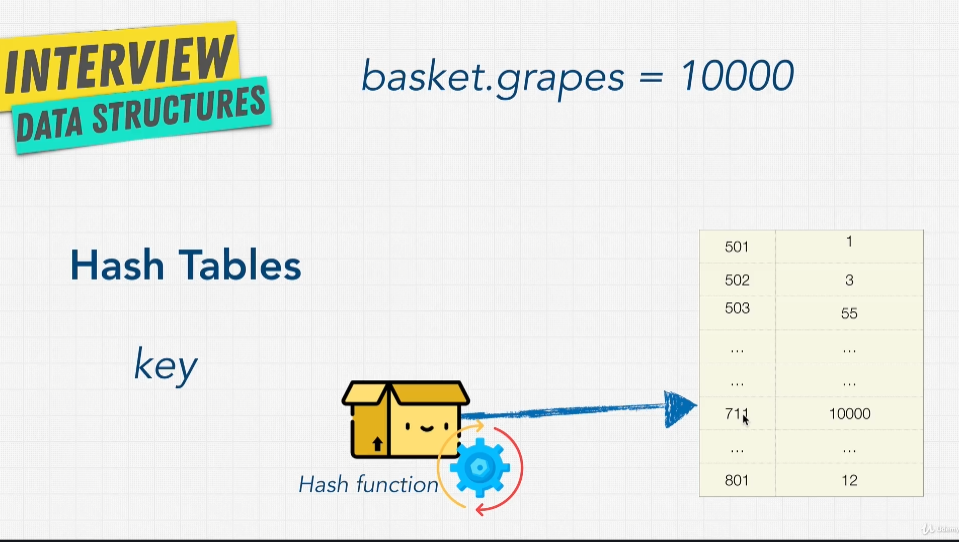 INTERVIEW
DATA STRUCTURES
basket.grapes = 10000
Hash Tables
key
Hash function
501 1
502 3
503 55
... ...
... ...
711 10000
... ...
801 12
Udemy